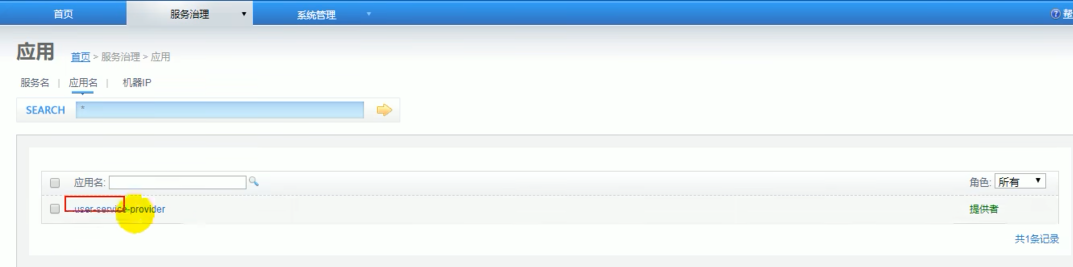 首页 服务治理 系统管理
应用 首页 > 服务治理 > 应用
服务名 | 应用名 | 机器IP
SEARCH *
应用名: 角色: 所有
user-service-provider 提供者
共1条记录